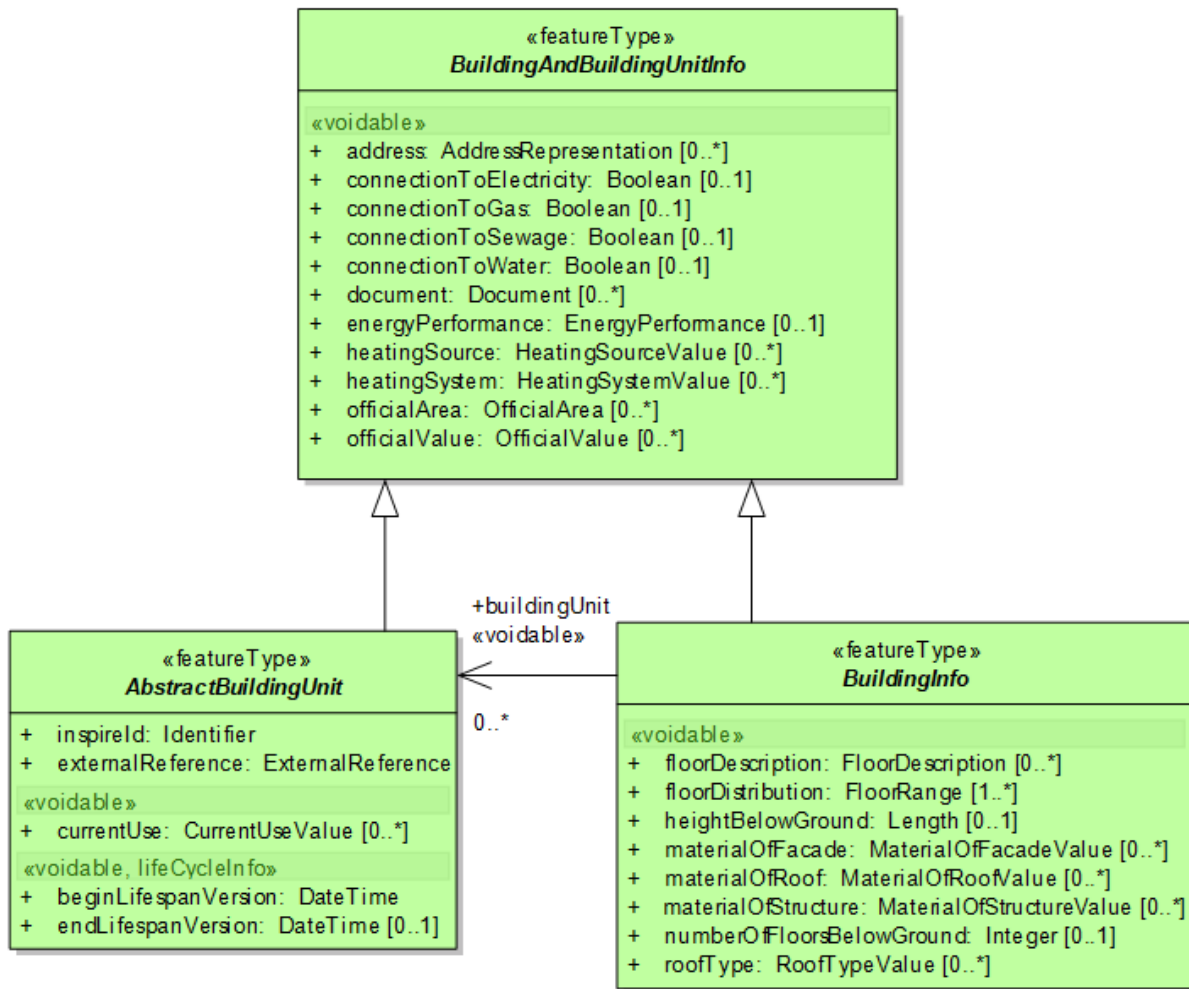 «featureType»
BuildingAndBuildingUnitInfo
«voidable»
+ address: AddressRepresentation [0..*]
+ connectionToElectricity: Boolean [0..1]
+ connectionToGas: Boolean [0..1]
+ connectionToSewage: Boolean [0..1]
+ connectionToWater: Boolean [0..1]
+ document: Document [0..*]
+ energyPerformance: EnergyPerformance [0..1]
+ heatingSource: HeatingSourceValue [0..*]
+ heatingSystem: HeatingSystemValue [0..*]
+ officialArea: OfficialArea [0..*]
+ officialValue: OfficialValue [0..*]
+buildingUnit
«voidable»
0..*
«featureType»
AbstractBuildingUnit
+ inspireId: Identifier
+ externalReference: ExternalReference
«voidable»
+ currentUse: CurrentUseValue [0..*]
«voidable, lifeCycleInfo»
+ beginLifespanVersion: DateTime
+ endLifespanVersion: DateTime [0..1]
«featureType»
BuildingInfo
«voidable»
+ floorDescription: FloorDescription [0..*]
+ floorDistribution: FloorRange [1..*]
+ heightBelowGround: Length [0..1]
+ materialOfFacade: MaterialOfFacadeValue [0..*]
+ materialOfRoof: MaterialOfRoofValue [0..*]
+ materialOfStructure: MaterialOfStructureValue [0..*]
+ numberOfFloorsBelowGround: Integer [0..1]
+ roofType: RoofTypeValue [0..*]